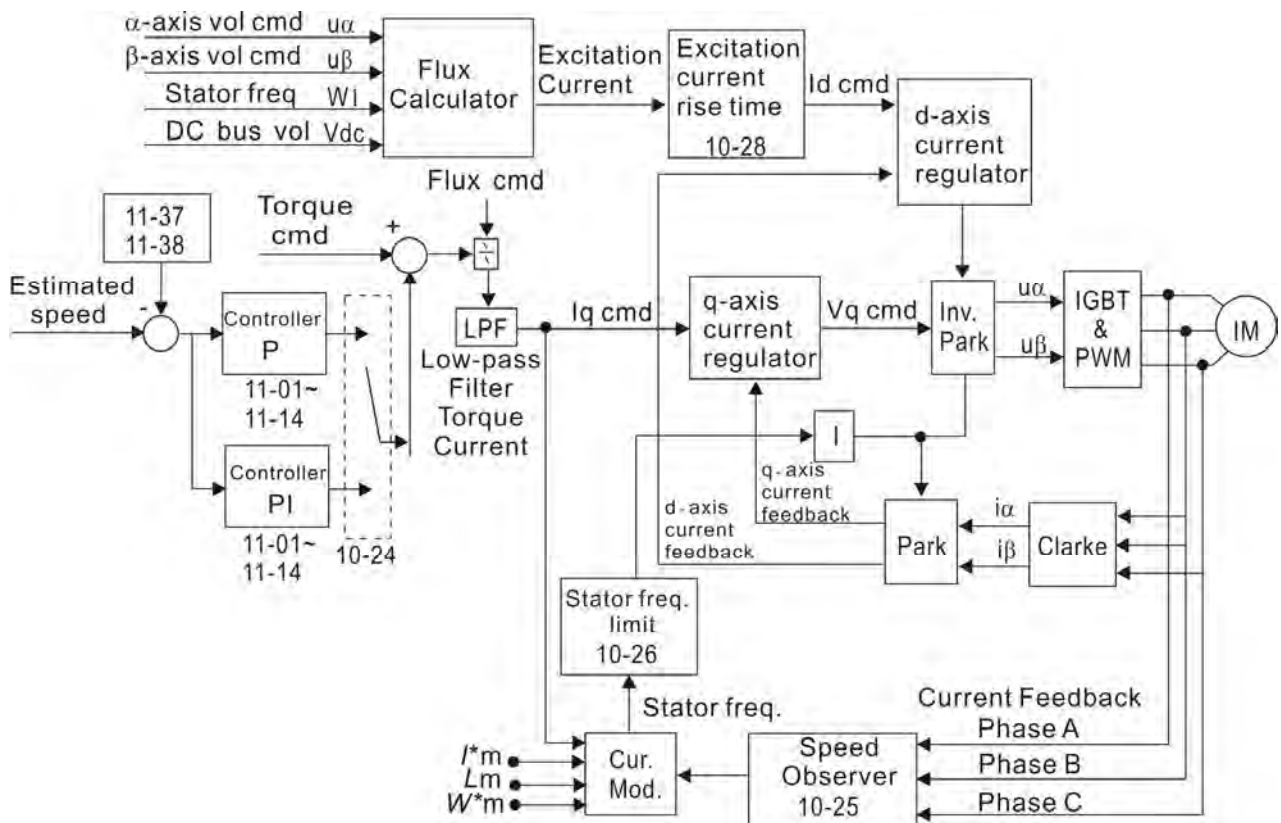 α-axis vol cmd uα
β-axis vol cmd uβ
Stator freq WI
DC bus vol Vdc
Flux
Calculator
Excitation
Current
Excitation
current
rise time
10-28
Id cmd
d-axis
current
regulator
Flux cmd
11-37
11-38
Torque
cmd
+
Estimated
speed
-
Controller
P
11-01~
11-14
Controller
PI
11-01~
11-14
10-24
LPF
Low-pass
Filter
Torque
Current
Iq cmd
q-axis
current
regulator
Vq cmd
Inv.
Park
uα
uβ
IGBT
&
PWM
IM
I
q-axis
current
feedback
d-axis
current
feedback
Park
iα
iβ
Clarke
Stator freq.
limit
10-26
Stator freq.
I*m
Lm
W*m
Cur.
Mod.
Speed
Observer
10-25
Current Feedback
Phase A
Phase B
Phase C